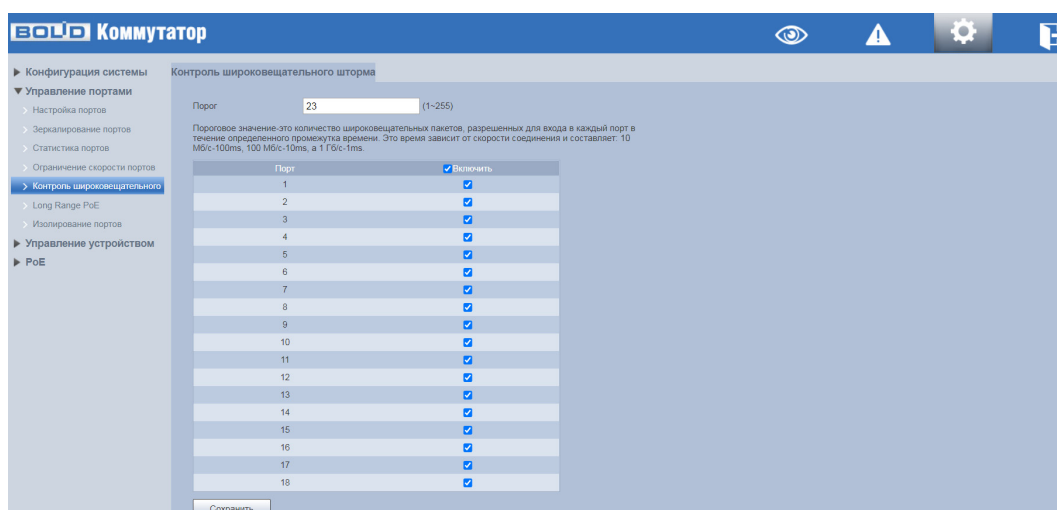 BOLID Коммутатор
Конфигурация системы
Управление портами
Настройка портов
Зеркалирование портов
Статистика портов
Ограничение скорости портов
Контроль широковещательного
Long Range PoE
Изолирование портов
Управление устройством
PoE
Контроль широковещательного шторма
Порог 23 (1~255)
Пороговое значение-это количество широковещательных пакетов, разрешенных для входа в каждый порт в
течение определенного промежутка времени. Это время зависит от скорости соединения и составляет: 10
Мб/с-100ms, 100 Мб/с-10ms, а 1 Гб/с-1ms.
Порт Включить
1
2
3
4
5
6
7
8
9
10
11
12
13
14
15
16
17
18
Сохранить